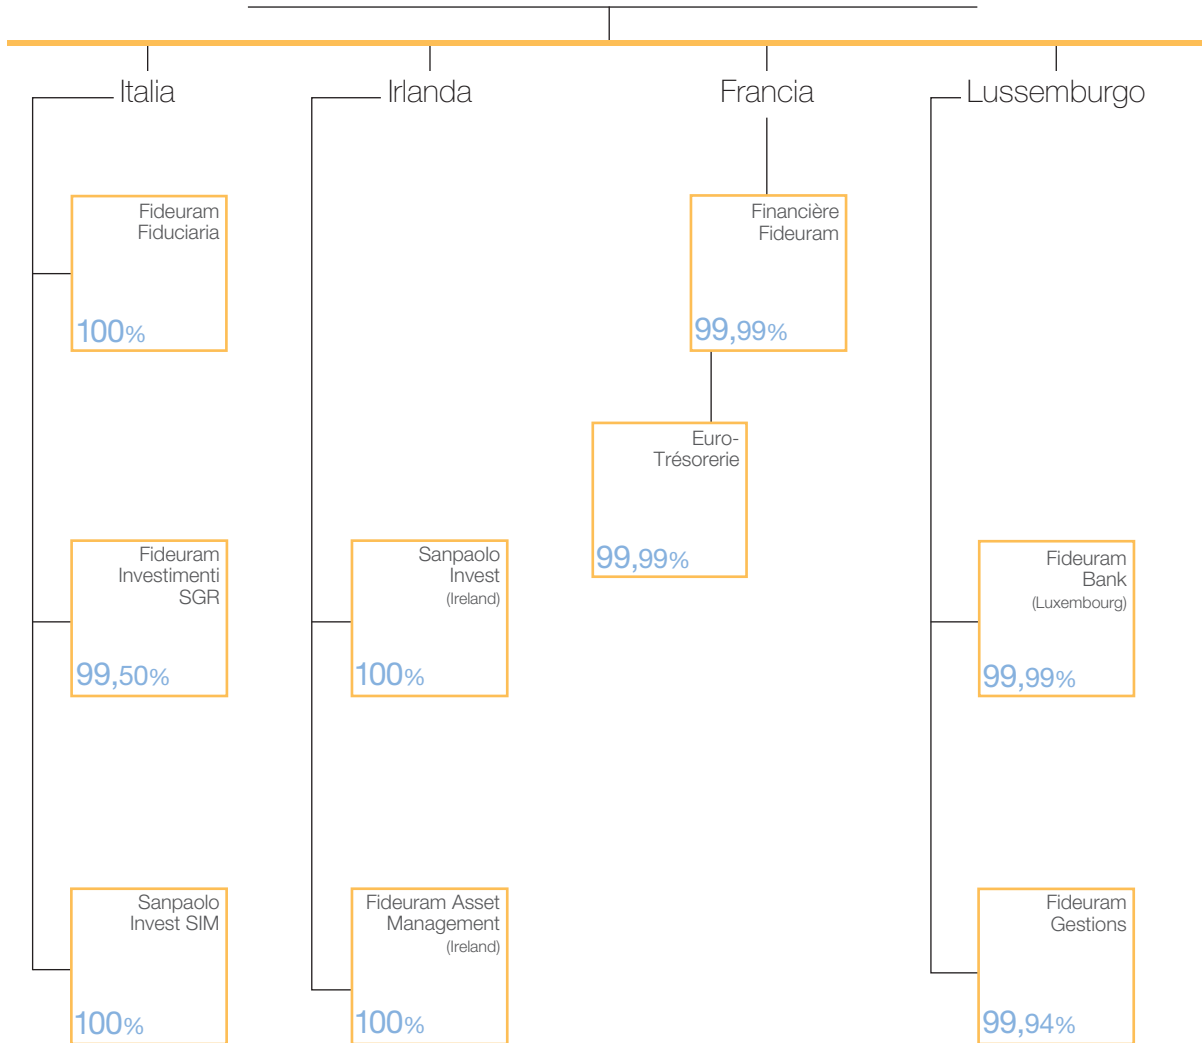 Italia
Irlanda
Francia
Lussemburgo
Fideuram
Fiduciaria
100%
Financière
Fideuram
99,99%
Euro-
Trésorerie
99,99%
Fideuram
Investimenti
SGR
99,50%
Sanpaolo
Invest
(Ireland)
100%
Fideuram
Bank
(Luxembourg)
99,99%
Sanpaolo
Invest SIM
100%
Fideuram Asset
Management
(Ireland)
100%
Fideuram
Gestions
99,94%